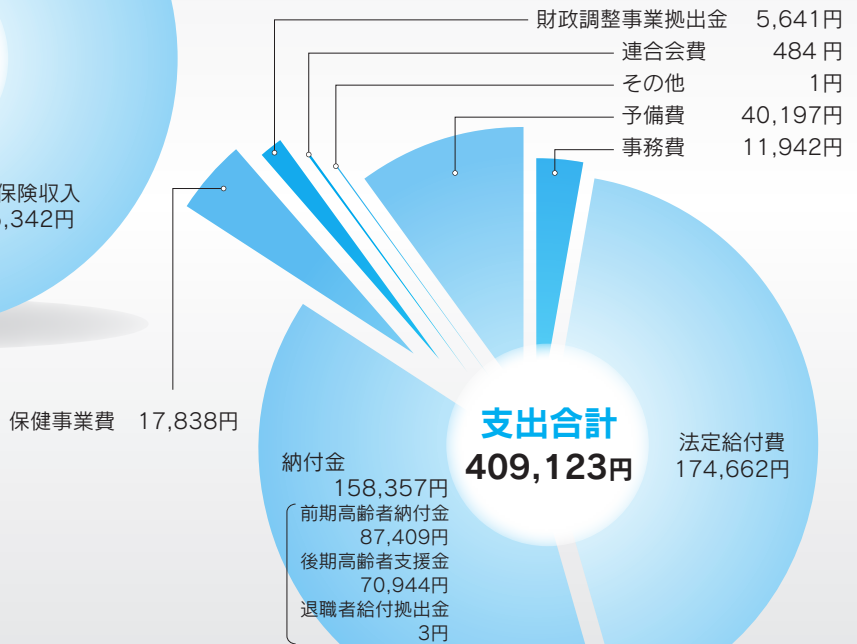 財政調整事業拠出金 5,641円
連合会費 484 円
その他 1円
予備費 40,197円
事務費 11,942円
保険収入
,342円
保健事業費 17,838円
支出合計
409,123円
法定給付費
174,662円
納付金
158,357円
前期高齢者納付金
87,409円
後期高齢者支援金
70,944円
退職者給付拠出金
3円